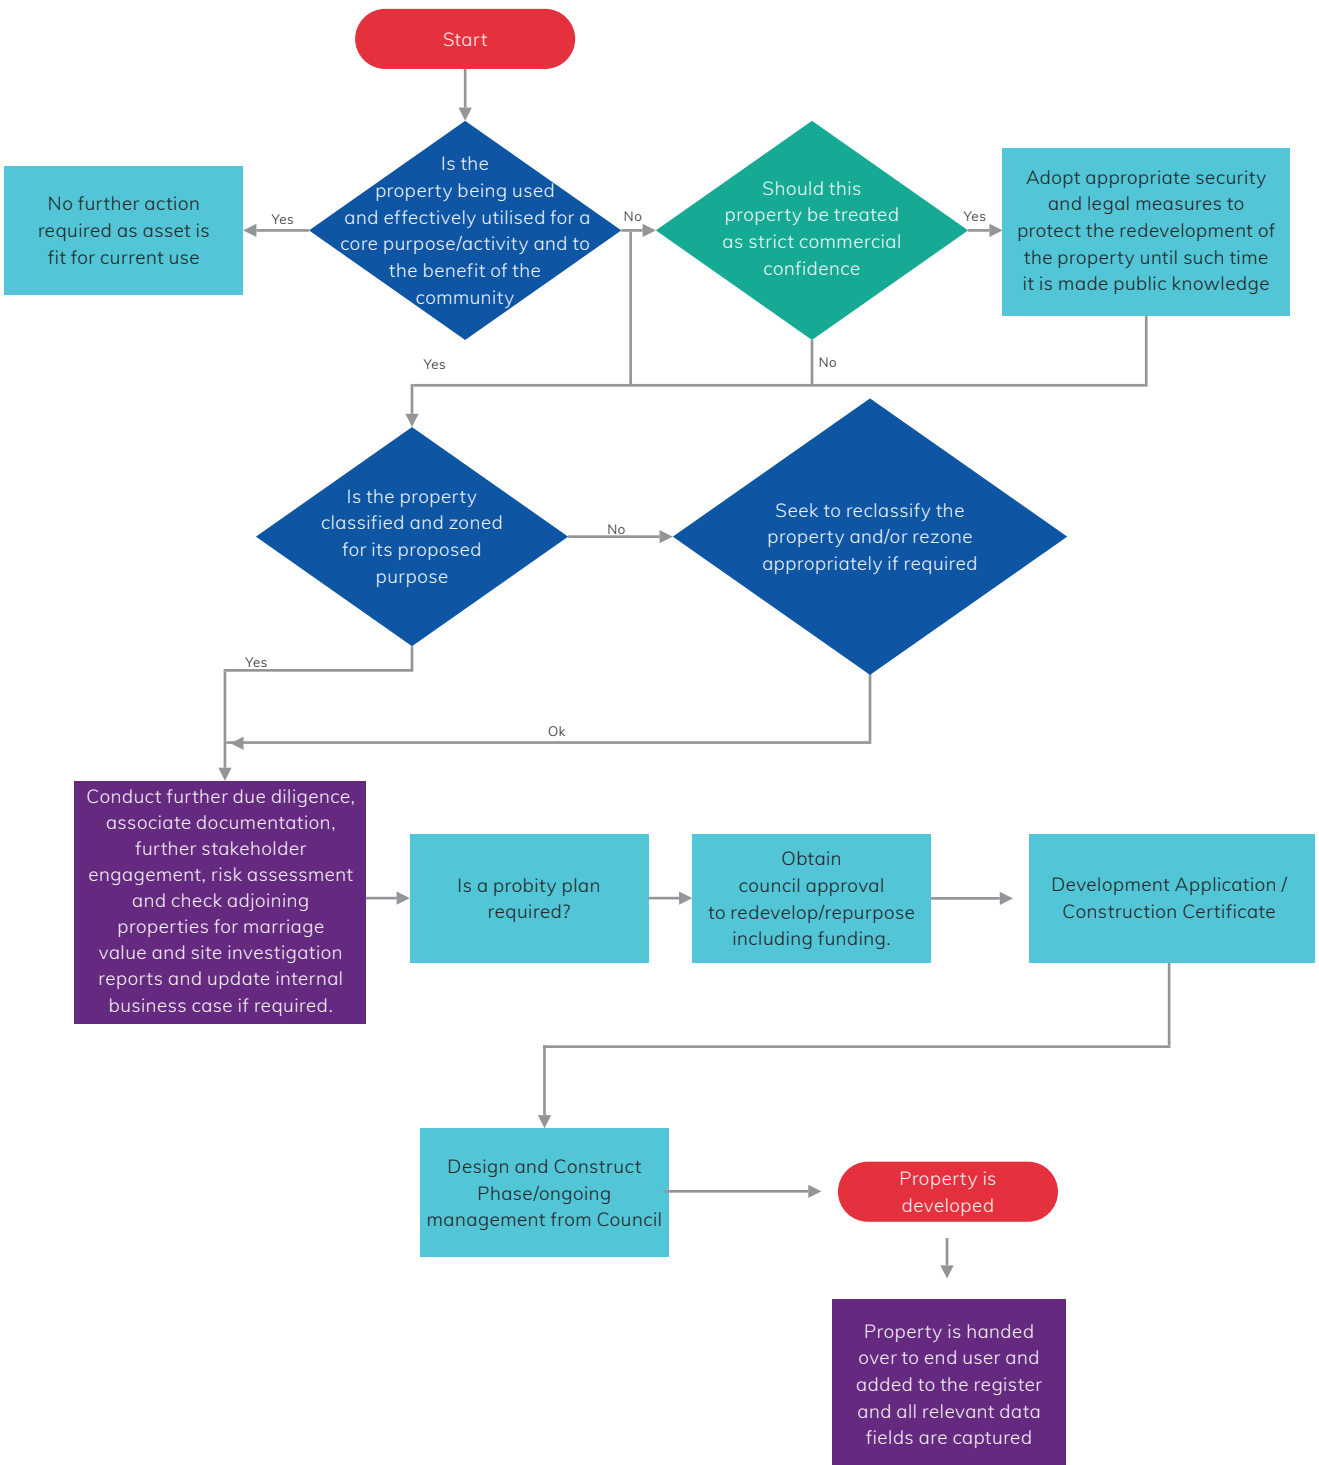 Start
Is the
property being used
and effectively utilised for a
core purpose/activity and to
the benefit of the
community
Yes
No further action
required as asset is
fit for current use
No
Should this
property be treated
as strict commercial
confidence
Yes
Adopt appropriate security
and legal measures to
protect the redevelopment of
the property until such time
it is made public knowledge
Yes
No
Is the property
classified and zoned
for its proposed
purpose
No
Seek to reclassify the
property and/or rezone
appropriately if required
Yes
Ok
Conduct further due diligence,
associate documentation,
further stakeholder
engagement, risk assessment
and check adjoining
properties for marriage
value and site investigation
reports and update internal
business case if required.
Is a probity plan
required?
Obtain
council approval
to redevelop/repurpose
including funding.
Development Application /
Construction Certificate
Design and Construct
Phase/ongoing
management from Council
Property is
developed
Property is handed
over to end user and
added to the register
and all relevant data
fields are captured